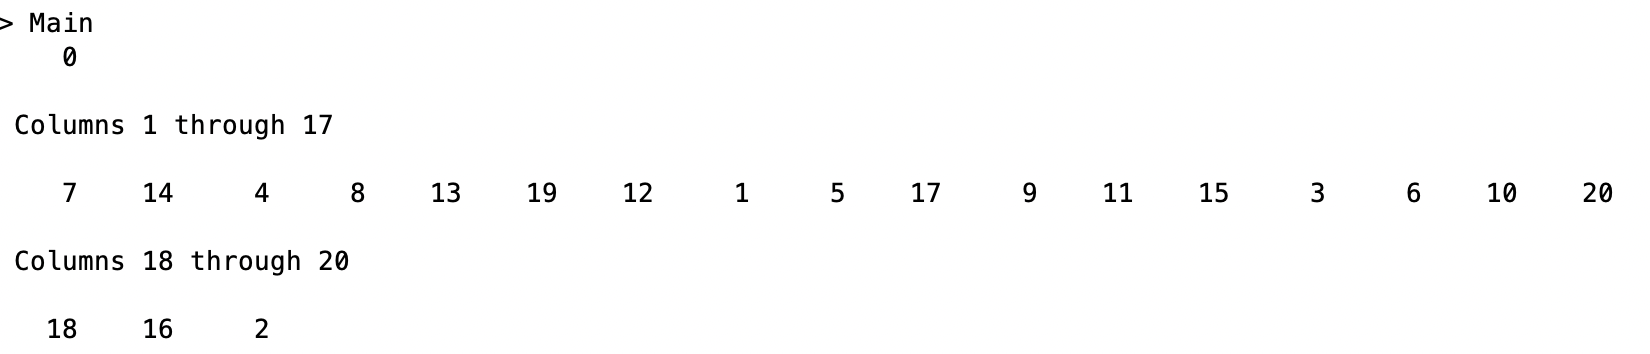 > Main
0
Columns 1 through 17
7 14 4 8 13 19 12 1 5 17 9 11 15 3 6 10 20
Columns 18 through 20
18 16 2